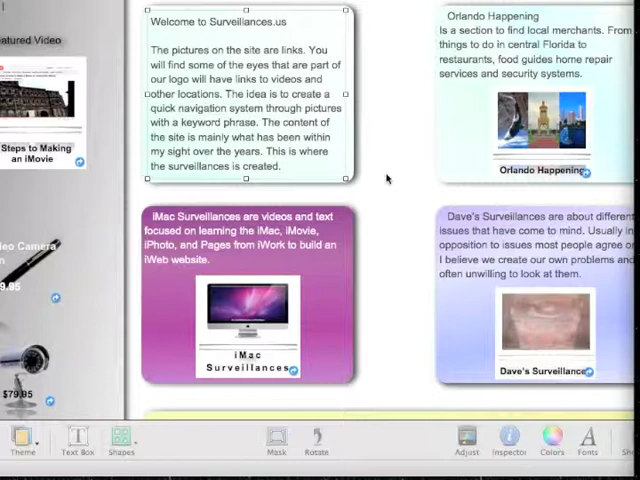 atured Video
Steps to Making
an iMovie
eo Camera
n
9.95
$79.95
Welcome to Surveillances.us
The pictures on the site are links. You
will find some of the eyes that are part of
our logo will have links to videos and
other locations. The idea is to create a
quick navigation system through pictures
with a keyword phrase. The content of
the site is mainly what has been within
my sight over the years. This is where
the surveillances is created.
Orlando Happening
Is a section to find local merchants. From
things to do in central Florida to
restaurants, food guides home repair
services and security systems.
Orlando Happening
iMac Surveillances are videos and text
focused on learning the iMac, iMovie,
iPhoto, and Pages from iWork to build an
iWeb website.
iMac
Surveillances
Dave's Surveillances are about different
issues that have come to mind. Usually in
opposition to issues most people agree o
I believe we create our own problems and
often unwilling to look at them.
Dave's Surveillance
Theme
Text Box
Shapes
Mask
Rotate
Adjust
Inspector
Colors
Fonts
Sh